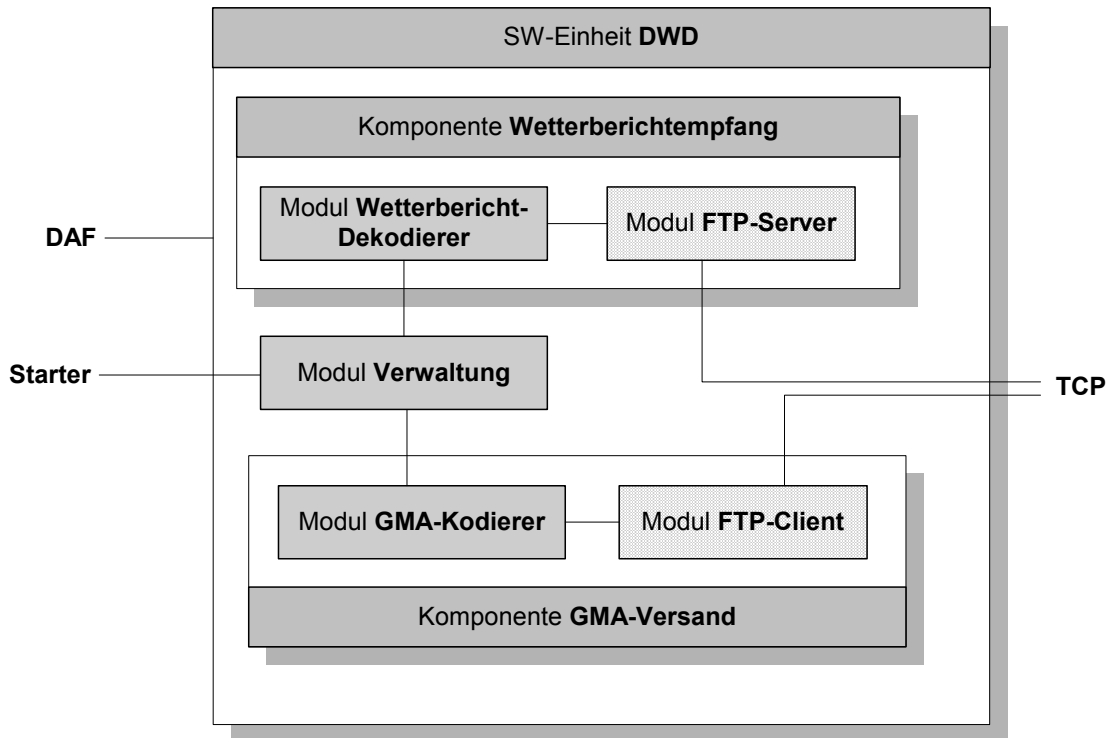 SW-Einheit DWD
Komponente Wetterberichtempfang
Modul Wetterbericht-
Dekodierer
Modul FTP-Server
DAF
Modul Verwaltung
Starter
TCP
Modul GMA-Kodierer
Modul FTP-Client
Komponente GMA-Versand